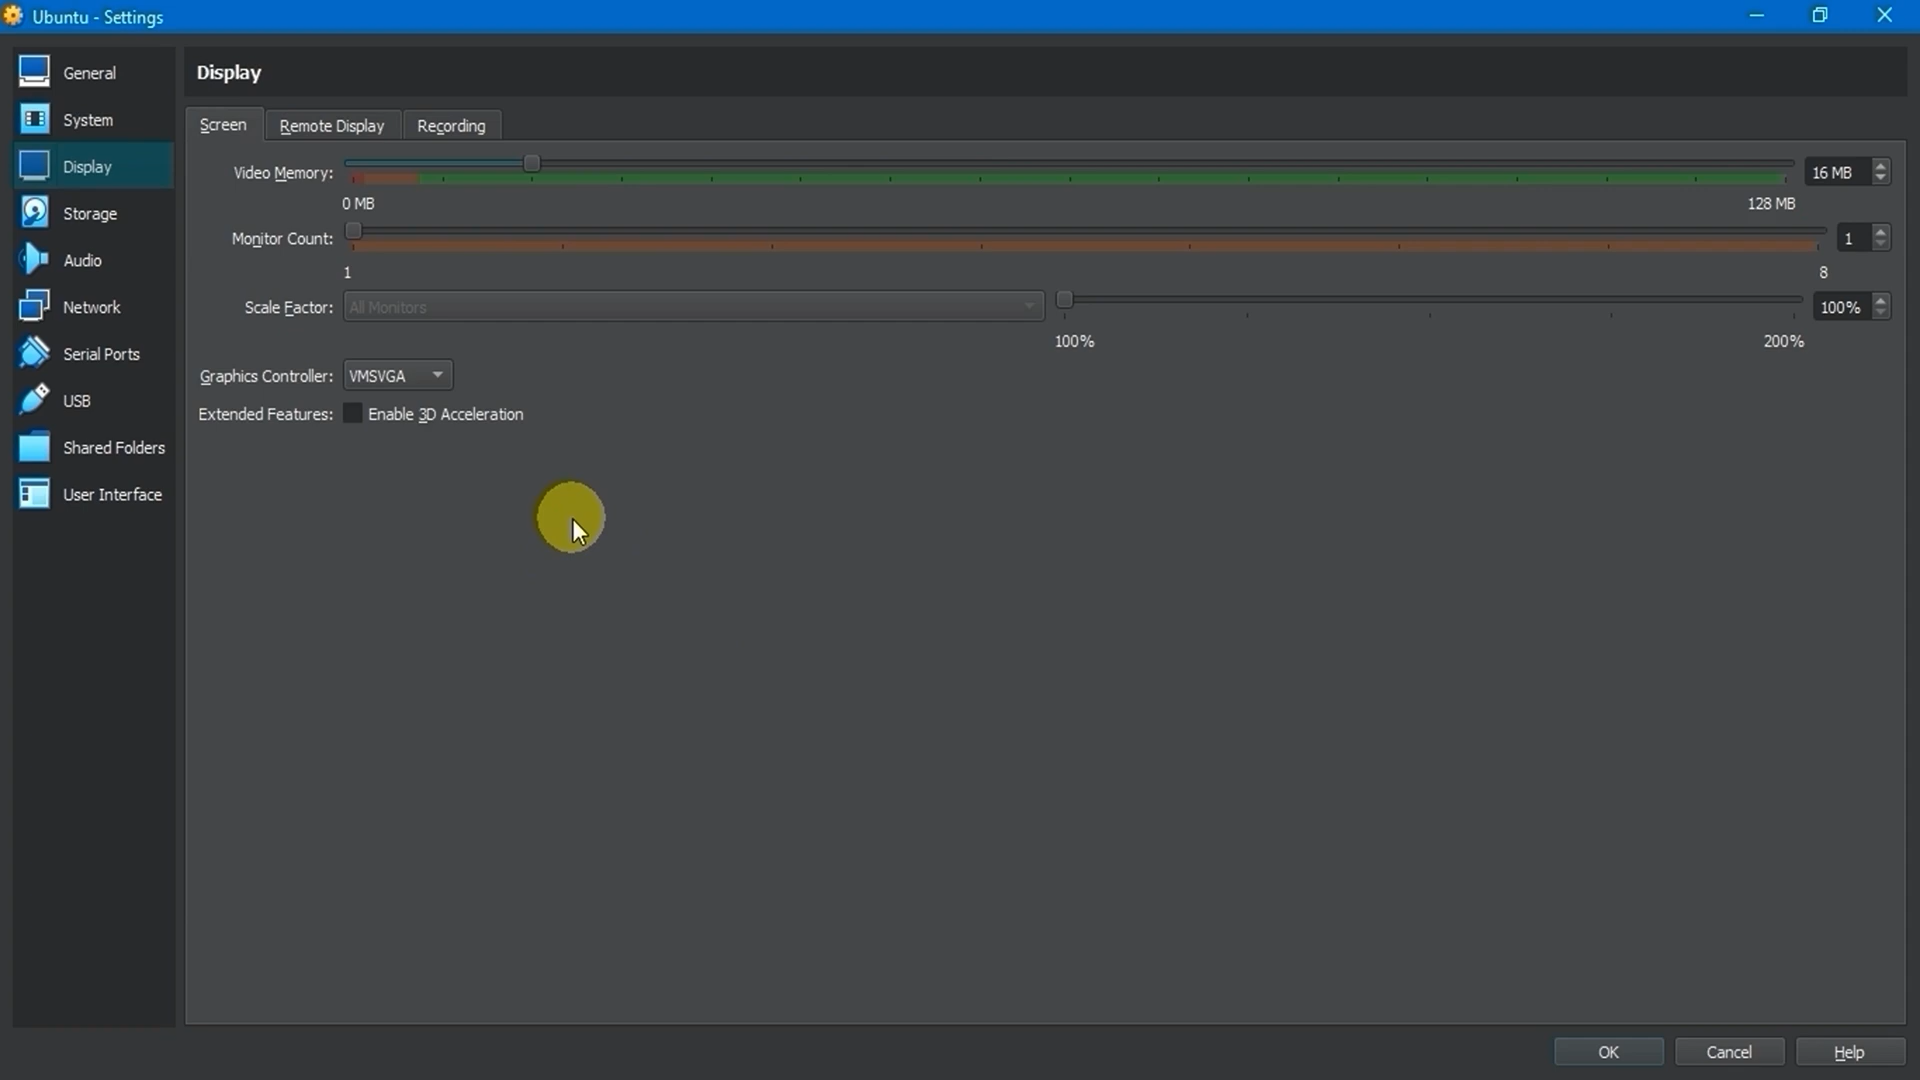 Ubuntu - Settings
General
System
Display
Storage
Audio
Network
Serial Ports
USB
Shared Folders
User Interface
Display
Screen Remote Display Recording
Video Memory: 16 MB
0 MB 128 MB
Monitor Count: 1
1 8
Scale Factor: All Monitors 100%
100% 200%
Graphics Controller: VMSVGA
Extended Features: Enable 3D Acceleration
OK Cancel Help